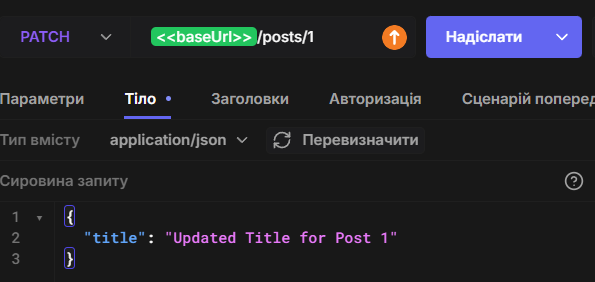 PATCH <<baseUrl>>/posts/1 Надіслати
Параметри Тіло Заголовки Авторизація Сценарій поперед
Тип вмісту application/json Перевизначити
Сировина запиту
1 {
2 "title": "Updated Title for Post 1"
3 }